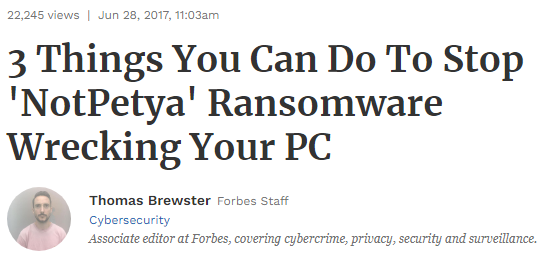 22,245 views | Jun 28, 2017, 11:03am
3 Things You Can Do To Stop
'NotPetya' Ransomware
Wrecking Your PC
Thomas Brewster Forbes Staff
Cybersecurity
Associate editor at Forbes, covering cybercrime, privacy, security and surveillance.